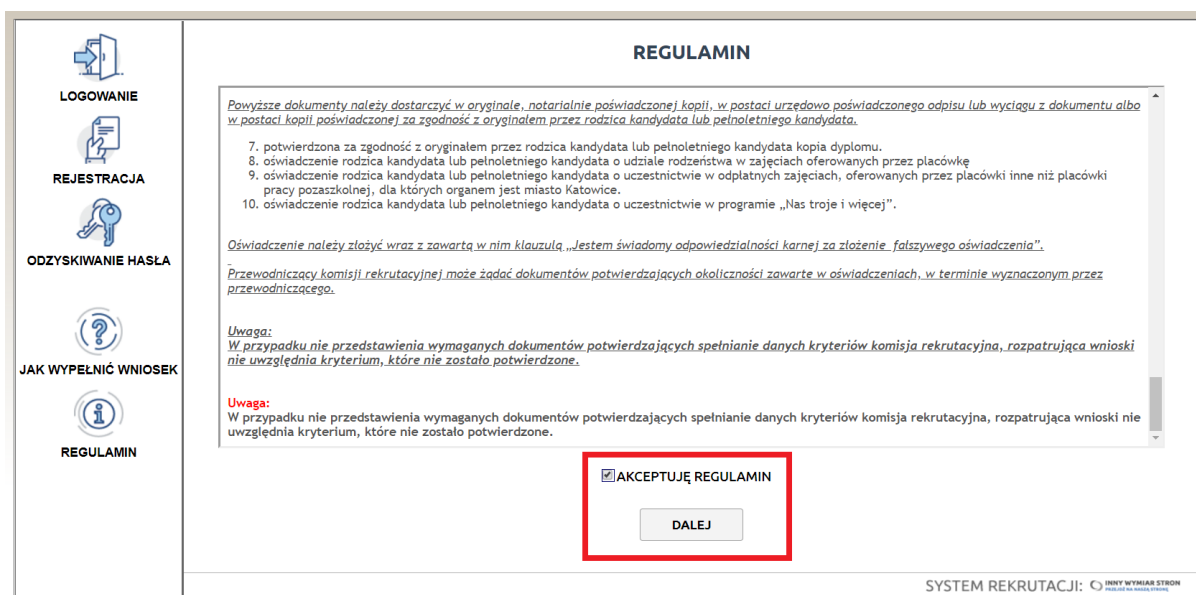 LOGOWANIE
REJESTRACJA
ODZYSKIWANIE HASŁA
JAK WYPEŁNIĆ WNIOSEK
REGULAMIN
REGULAMIN
Powyższe dokumenty należy dostarczyć w oryginale, notarialnie poświadczonej kopii, w postaci urzędowo poświadczonego odpisu lub wyciągu z dokumentu albo
w postaci kopii poświadczonej za zgodność z oryginałem przez rodzica kandydata lub pełnoletniego kandydata.
7. potwierdzona za zgodność z oryginałem przez rodzica kandydata lub pełnoletniego kandydata kopia dyplomu.
8. oświadczenie rodzica kandydata lub pełnoletniego kandydata o udziale rodzeństwa w zajęciach oferowanych przez placówkę
9. oświadczenie rodzica kandydata lub pełnoletniego kandydata o uczestnictwie w odpłatnych zajęciach, oferowanych przez placówki inne niż placówki
pracy pozaszkolnej, dla których organem jest miasto Katowice.
10. oświadczenie rodzica kandydata lub pełnoletniego kandydata o uczestnictwie w programie „Nas troje i więcej”.
Oświadczenie należy złożyć wraz z zawartą w nim klauzulą „Jestem świadomy odpowiedzialności karnej za złożenie fałszywego oświadczenia”.
Przewodniczący komisji rekrutacyjnej może żądać dokumentów potwierdzających okoliczności zawarte w oświadczeniach, w terminie wyznaczonym przez
przewodniczącego.
Uwaga:
W przypadku nie przedstawienia wymaganych dokumentów potwierdzających spełnianie danych kryteriów komisja rekrutacyjna, rozpatrująca wnioski
nie uwzględnia kryterium, które nie zostało potwierdzone.
Uwaga:
W przypadku nie przedstawienia wymaganych dokumentów potwierdzających spełnianie danych kryteriów komisja rekrutacyjna, rozpatrująca wnioski nie
uwzględnia kryterium, które nie zostało potwierdzone.
AKCEPTUJĘ REGULAMIN
DALEJ
SYSTEM REKRUTACJI: INNY WYMIAR STRON
PRZEJDŹ NA NASZĄ STRONĘ